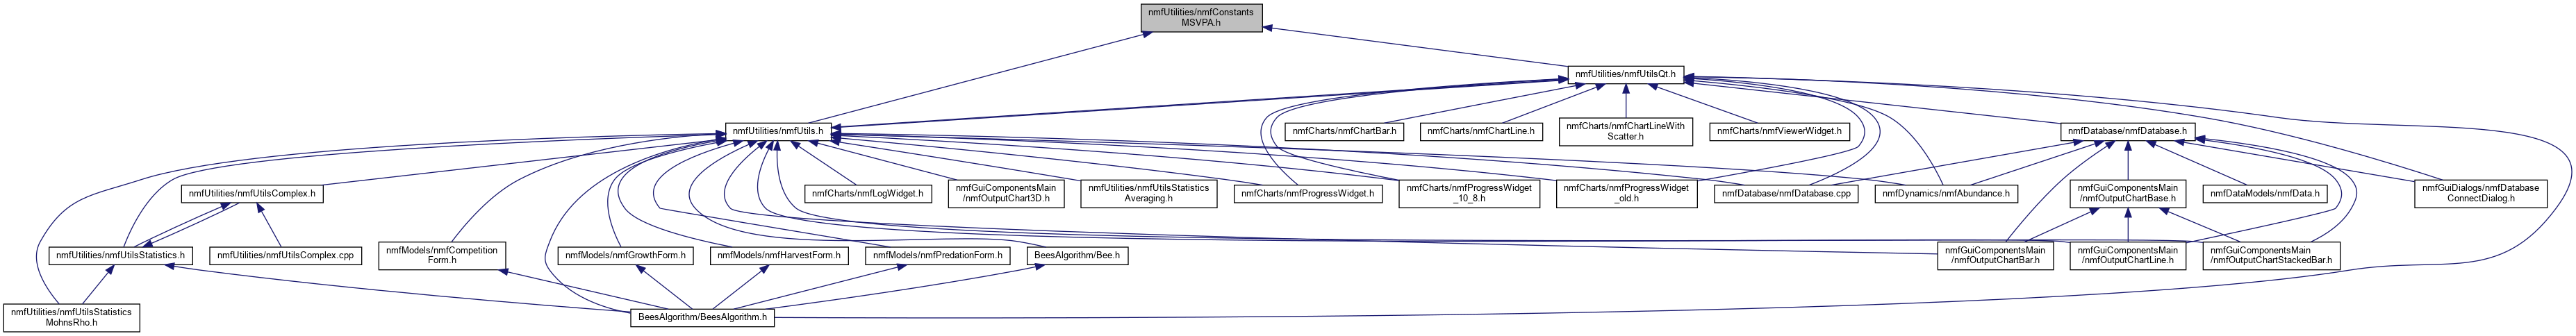 nmfUtilities/nmfConstants
MSVPA.h
nmfUtilities/nmfUtilsQt.h
nmfUtilities/nmfUtils.h
nmfCharts/nmfChartBar.h
nmfCharts/nmfChartLine.h
nmfCharts/nmfChartLineWith
Scatter.h
nmfCharts/nmfViewerWidget.h
nmfDatabase/nmfDatabase.h
nmfUtilities/nmfUtilsComplex.h
nmfCharts/nmfLogWidget.h
nmfGuiComponentsMain
/nmfOutputChart3D.h
nmfUtilities/nmfUtilsStatistics
Averaging.h
nmfCharts/nmfProgressWidget.h
nmfCharts/nmfProgressWidget
_10_8.h
nmfCharts/nmfProgressWidget
_old.h
nmfDatabase/nmfDatabase.cpp
nmfDynamics/nmfAbundance.h
nmfGuiComponentsMain
/nmfOutputChartBase.h
nmfDataModels/nmfData.h
nmfGuiDialogs/nmfDatabase
ConnectDialog.h
nmfUtilities/nmfUtilsStatistics.h
nmfUtilities/nmfUtilsComplex.cpp
nmfModels/nmfCompetition
Form.h
nmfModels/nmfGrowthForm.h
nmfModels/nmfHarvestForm.h
nmfModels/nmfPredationForm.h
BeesAlgorithm/Bee.h
nmfGuiComponentsMain
/nmfOutputChartBar.h
nmfGuiComponentsMain
/nmfOutputChartLine.h
nmfGuiComponentsMain
/nmfOutputChartStackedBar.h
nmfUtilities/nmfUtilsStatistics
MohnsRho.h
BeesAlgorithm/BeesAlgorithm.h